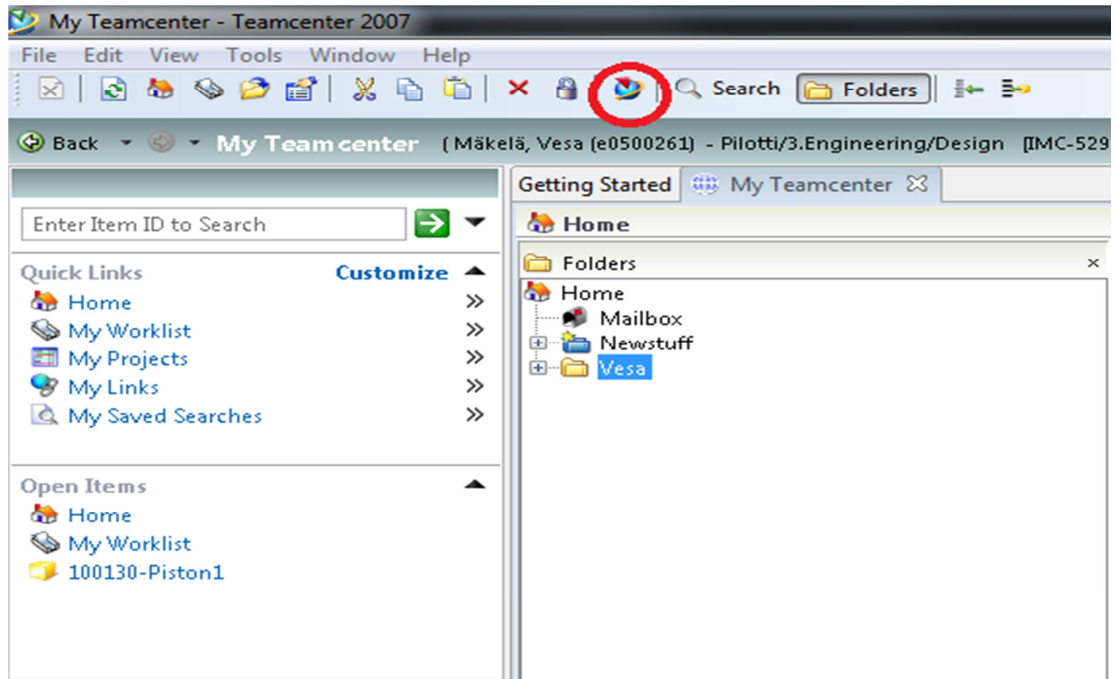 My Teamcenter - Teamcenter 2007
File Edit View Tools Window Help
Search Folders
Back My Teamcenter ( Mäkelä, Vesa (e0500261) - Pilotti/3.Engineering/Design [IMC-529
Getting Started My Teamcenter
Enter Item ID to Search
Home
Quick Links Customize
Home
My Worklist
My Projects
My Links
My Saved Searches
Open Items
Home
My Worklist
100130-Piston1
Folders
Home
Mailbox
Newstuff
Vesa